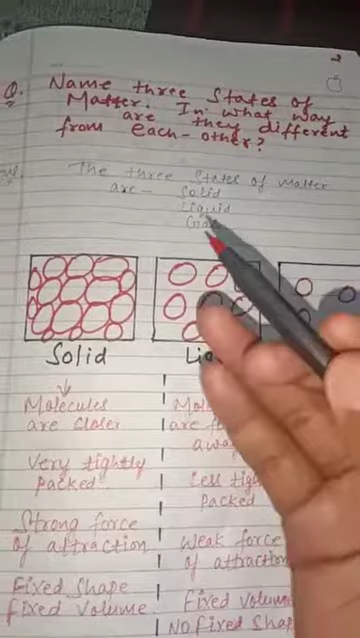 Q. Name three States of
Matter. In what way
are they different
from each-other?
The three States of matter
are - Solid
Liquid
Solid
Molecules
are closer
Very tightly
Packed
Less
Packed
Strong force
of attraction
Weak force
of attraction
Fixed Shape
Fixed Volume
Fixed Volume
No Fixed Shap